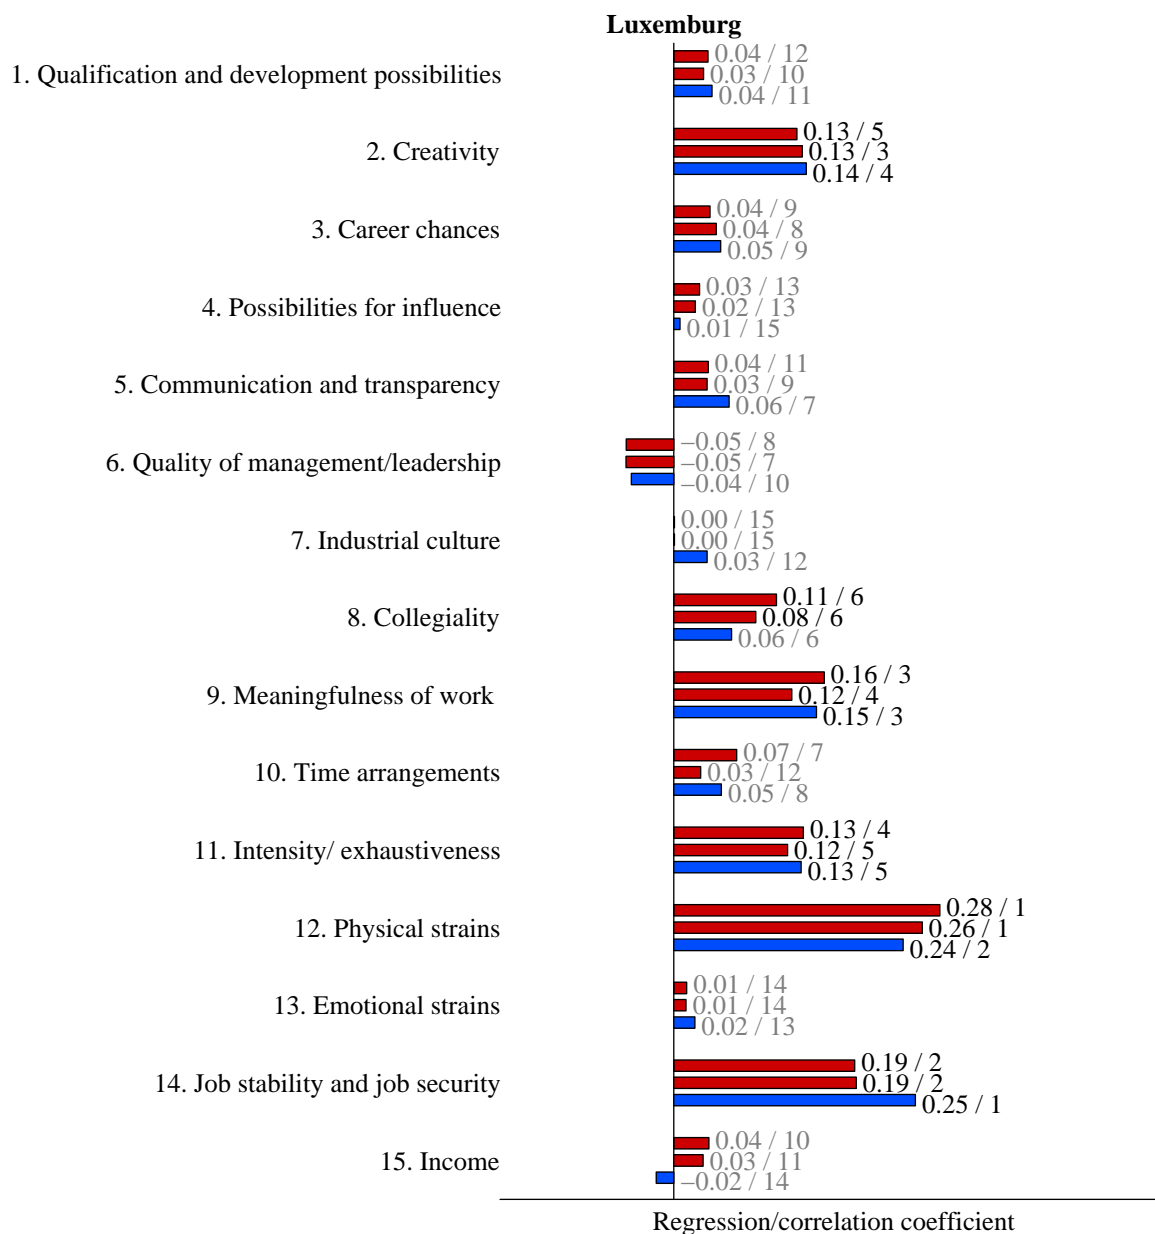 Luxemburg
1. Qualification and development possibilities
0.04 / 12
0.03 / 10
0.04 / 11
2. Creativity
0.13 / 5
0.13 / 3
0.14 / 4
3. Career chances
0.04 / 9
0.04 / 8
0.05 / 9
4. Possibilities for influence
0.03 / 13
0.02 / 13
0.01 / 15
5. Communication and transparency
0.04 / 11
0.03 / 9
0.06 / 7
6. Quality of management/leadership
–0.05 / 8
–0.05 / 7
–0.04 / 10
7. Industrial culture
0.00 / 15
0.00 / 15
0.03 / 12
8. Collegiality
0.11 / 6
0.08 / 6
0.06 / 6
9. Meaningfulness of work
0.16 / 3
0.12 / 4
0.15 / 3
10. Time arrangements
0.07 / 7
0.03 / 12
0.05 / 8
11. Intensity/ exhaustiveness
0.13 / 4
0.12 / 5
0.13 / 5
12. Physical strains
0.28 / 1
0.26 / 1
0.24 / 2
13. Emotional strains
0.01 / 14
0.01 / 14
0.02 / 13
14. Job stability and job security
0.19 / 2
0.19 / 2
0.25 / 1
15. Income
0.04 / 10
0.03 / 11
–0.02 / 14
Regression/correlation coefficient